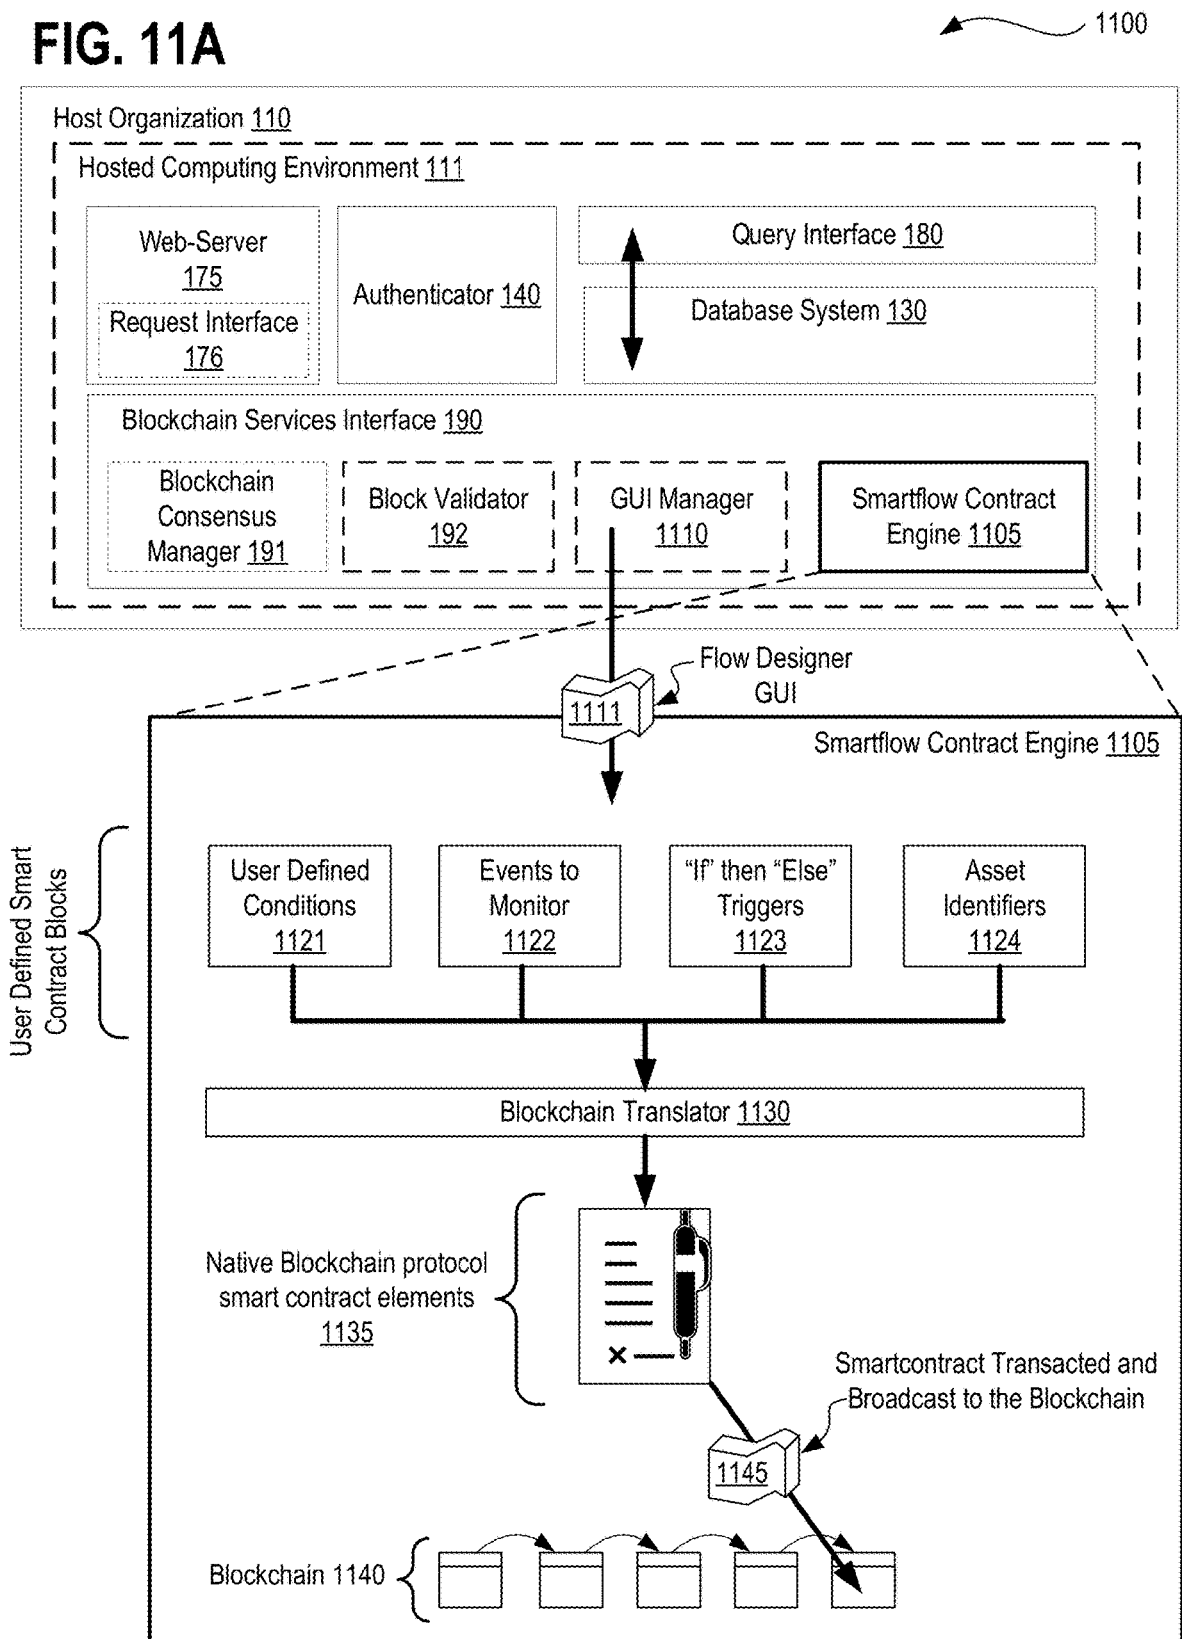 FIG. 11A
1100
Host Organization 110
Hosted Computing Environment 111
Web-Server
175
Request Interface
176
Authenticator 140
Query Interface 180
Database System 130
Blockchain Services Interface 190
Blockchain
Consensus
Manager 191
Block Validator
192
GUI Manager
1110
Smartflow Contract
Engine 1105
Flow Designer
GUI
1111
Smartflow Contract Engine 1105
User Defined Smart
Contract Blocks
User Defined
Conditions
1121
Events to
Monitor
1122
“If” then “Else”
Triggers
1123
Asset
Identifiers
1124
Blockchain Translator 1130
Native Blockchain protocol
smart contract elements
1135
Smartcontract Transacted and
Broadcast to the Blockchain
1145
Blockchain 1140